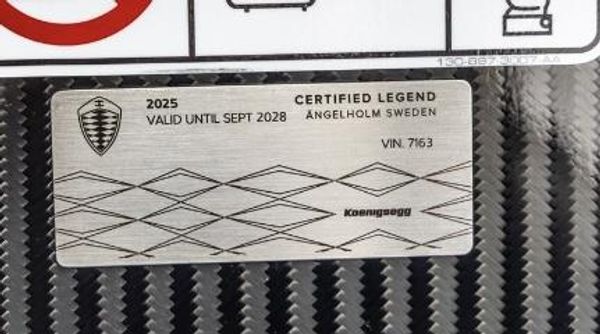 130-887.3007-AA
2025
VALID UNTIL SEPT 2028
CERTIFIED LEGEND
ÄNGELHOLM SWEDEN
VIN. 7163
Koenigsegg